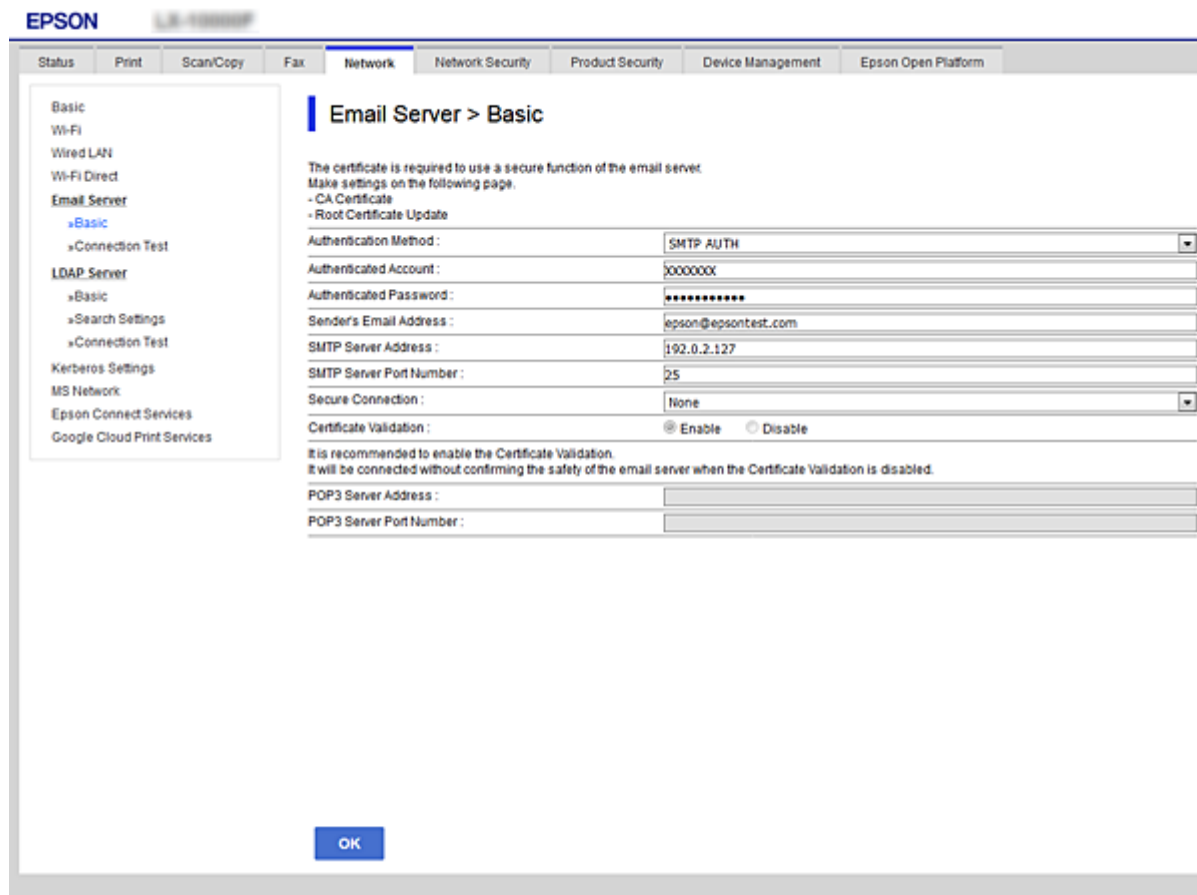 EPSON
Status Print Scan/Copy Fax Network Network Security Product Security Device Management Epson Open Platform
Basic
Wi-Fi
Wired LAN
Wi-Fi Direct
Email Server
»Basic
»Connection Test
LDAP Server
»Basic
»Search Settings
»Connection Test
Kerberos Settings
MS Network
Epson Connect Services
Google Cloud Print Services
Email Server > Basic
The certificate is required to use a secure function of the email server.
Make settings on the following page.
- CA Certificate
- Root Certificate Update
Authentication Method : SMTP AUTH
Authenticated Account : XXXXXXX
Authenticated Password : •••••••••••
Sender's Email Address : epson@epsontest.com
SMTP Server Address : 192.0.2.127
SMTP Server Port Number : 25
Secure Connection : None
Certificate Validation : Enable Disable
It is recommended to enable the Certificate Validation.
It will be connected without confirming the safety of the email server when the Certificate Validation is disabled.
POP3 Server Address :
POP3 Server Port Number :
OK